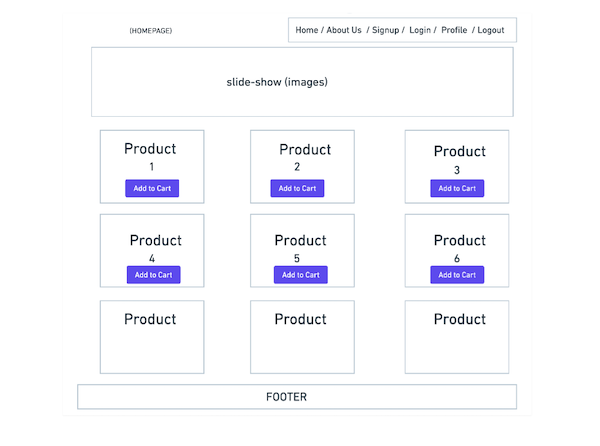 (HOMEPAGE)
Home / About Us / Signup / Login / Profile / Logout
slide-show (images)
Product
1
Add to Cart
Product
2
Add to Cart
Product
3
Add to Cart
Product
4
Add to Cart
Product
5
Add to Cart
Product
6
Add to Cart
Product
Product
Product
FOOTER